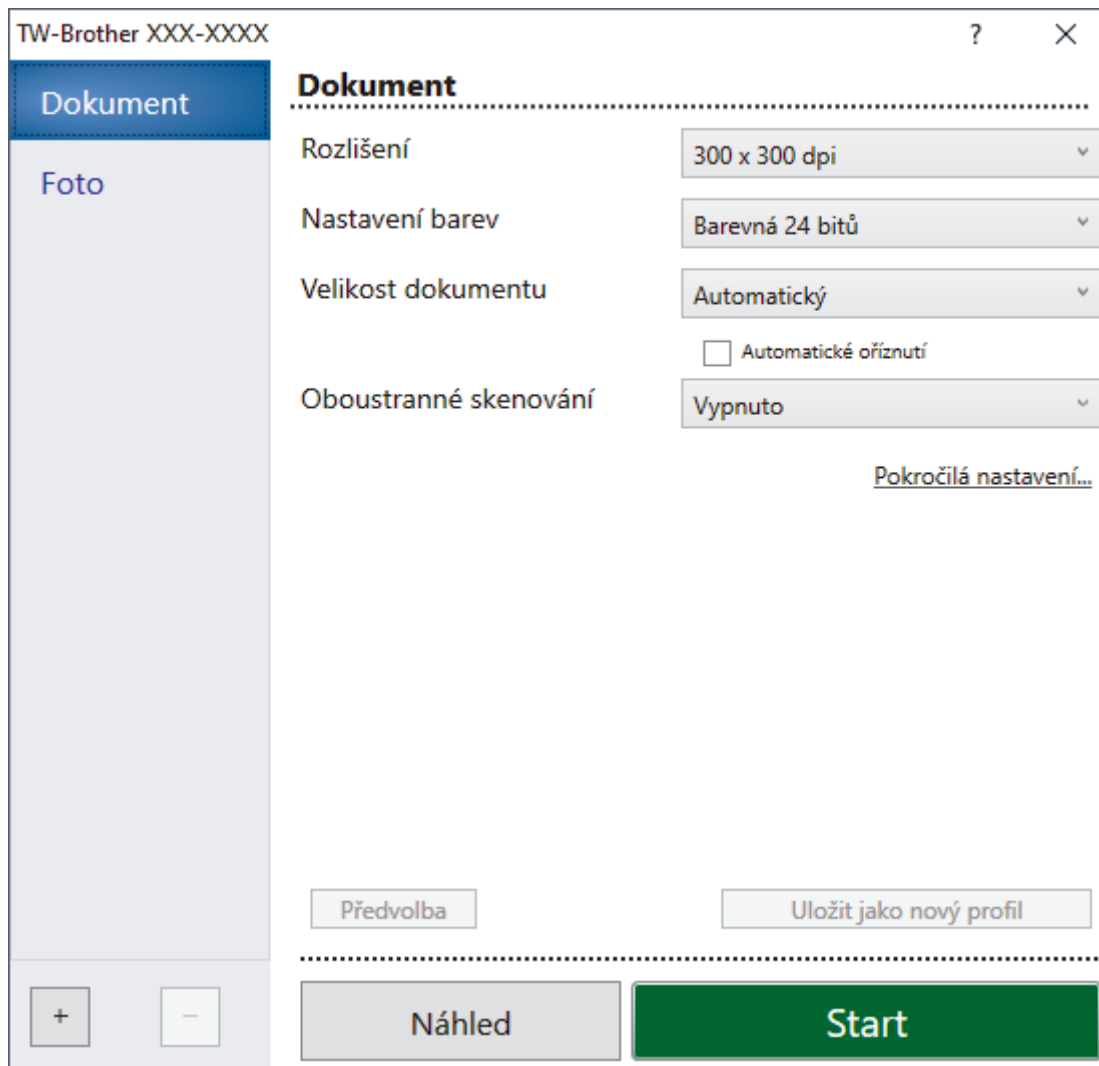 TW-Brother XXX-XXXX ?
Dokument
Foto
Dokument
Rozlišení 300 x 300 dpi
Nastavení barev Barevná 24 bitů
Velikost dokumentu Automatický
Automatické oříznutí
Oboustranné skenování Vypnuto
Pokročilá nastavení...
Předvolba Uložit jako nový profil
+ −
Náhled Start